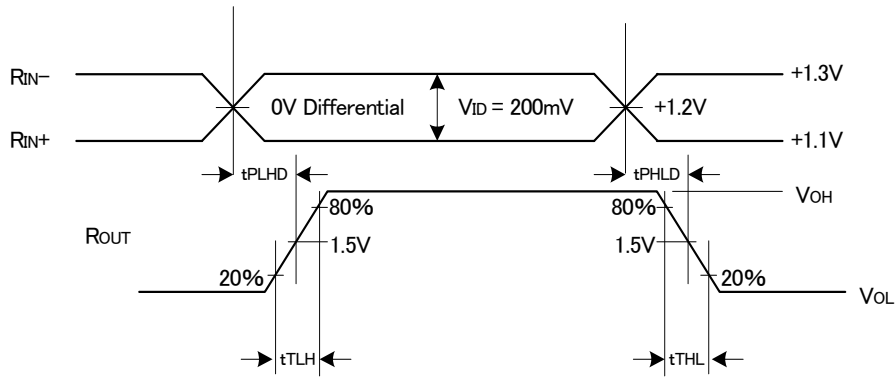 RIN−
+1.3V
0V Differential
VID = 200mV
+1.2V
RIN+
+1.1V
tPLHD
tPHLD
VOH
80%
80%
ROUT
1.5V
1.5V
20%
20%
VOL
tTLH
tTHL